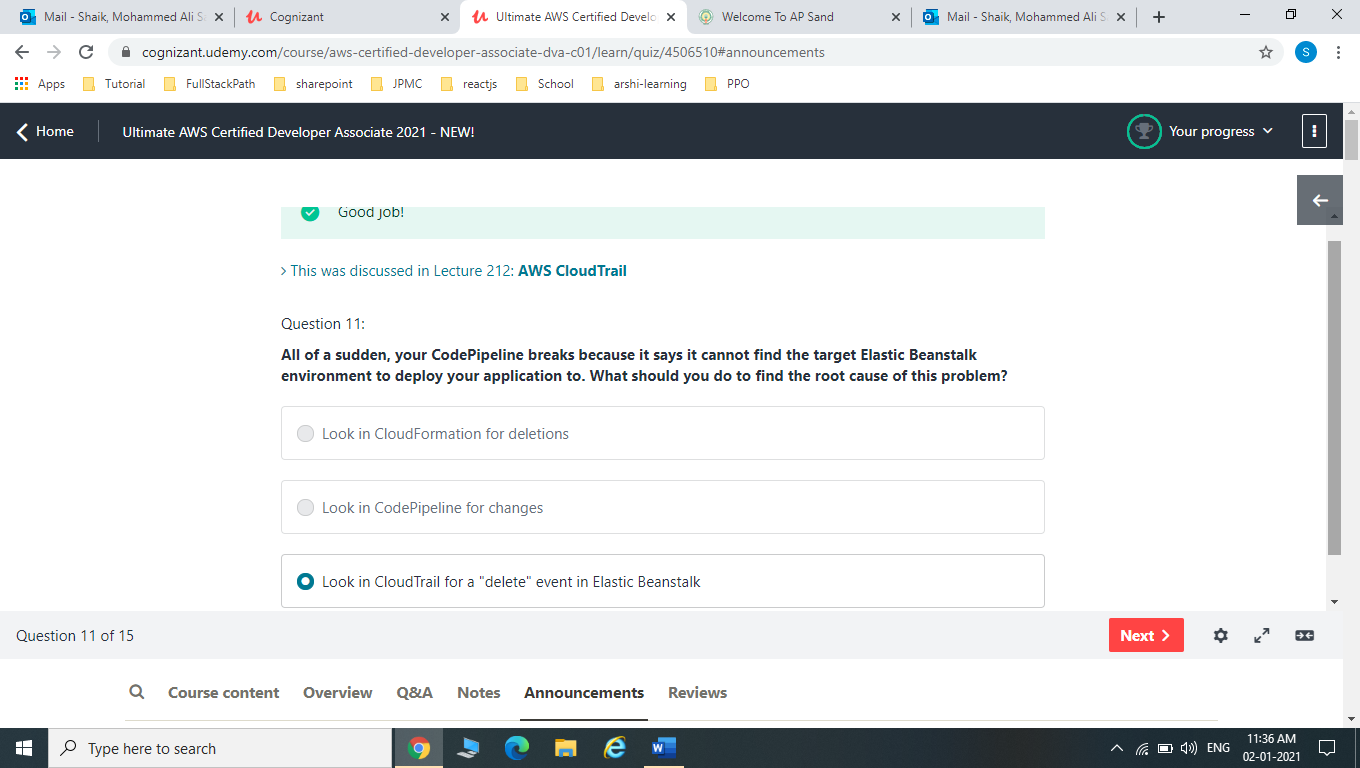 Mail - Shaik, Mohammed Ali S
Cognizant
Ultimate AWS Certified Develo
Welcome To AP Sand
Mail - Shaik, Mohammed Ali S
cognizant.udemy.com/course/aws-certified-developer-associate-dva-c01/learn/quiz/4506510#announcements
S
Apps Tutorial FullStackPath sharepoint JPMC reactjs School arshi-learning PPO
Home Ultimate AWS Certified Developer Associate 2021 - NEW! Your progress
Good job!
> This was discussed in Lecture 212: AWS CloudTrail
Question 11:
All of a sudden, your CodePipeline breaks because it says it cannot find the target Elastic Beanstalk
environment to deploy your application to. What should you do to find the root cause of this problem?
Look in CloudFormation for deletions
Look in CodePipeline for changes
Look in CloudTrail for a "delete" event in Elastic Beanstalk
Question 11 of 15 Next >
Course content Overview Q&A Notes Announcements Reviews
Type here to search
ENG
11:36 AM
02-01-2021